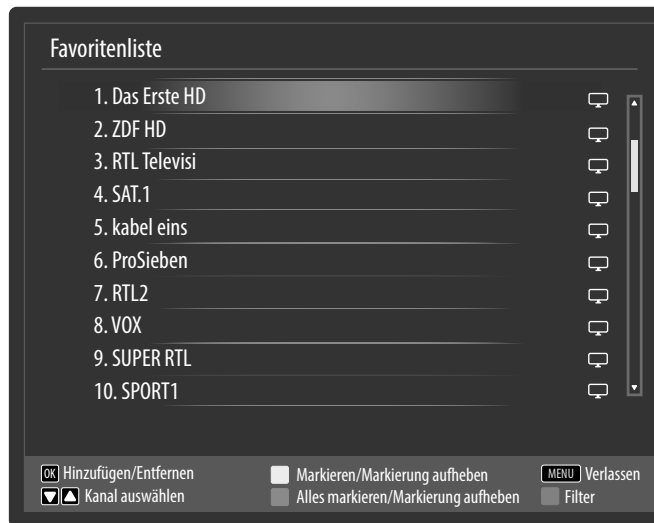 Favoritenliste
1. Das Erste HD
2. ZDF HD
3. RTL Televisi
4. SAT.1
5. kabel eins
6. ProSieben
7. RTL2
8. VOX
9. SUPER RTL
10. SPORT1
OK Hinzufügen/Entfernen Markieren/Markierung aufheben MENU Verlassen
Kanal auswählen Alles markieren/Markierung aufheben Filter